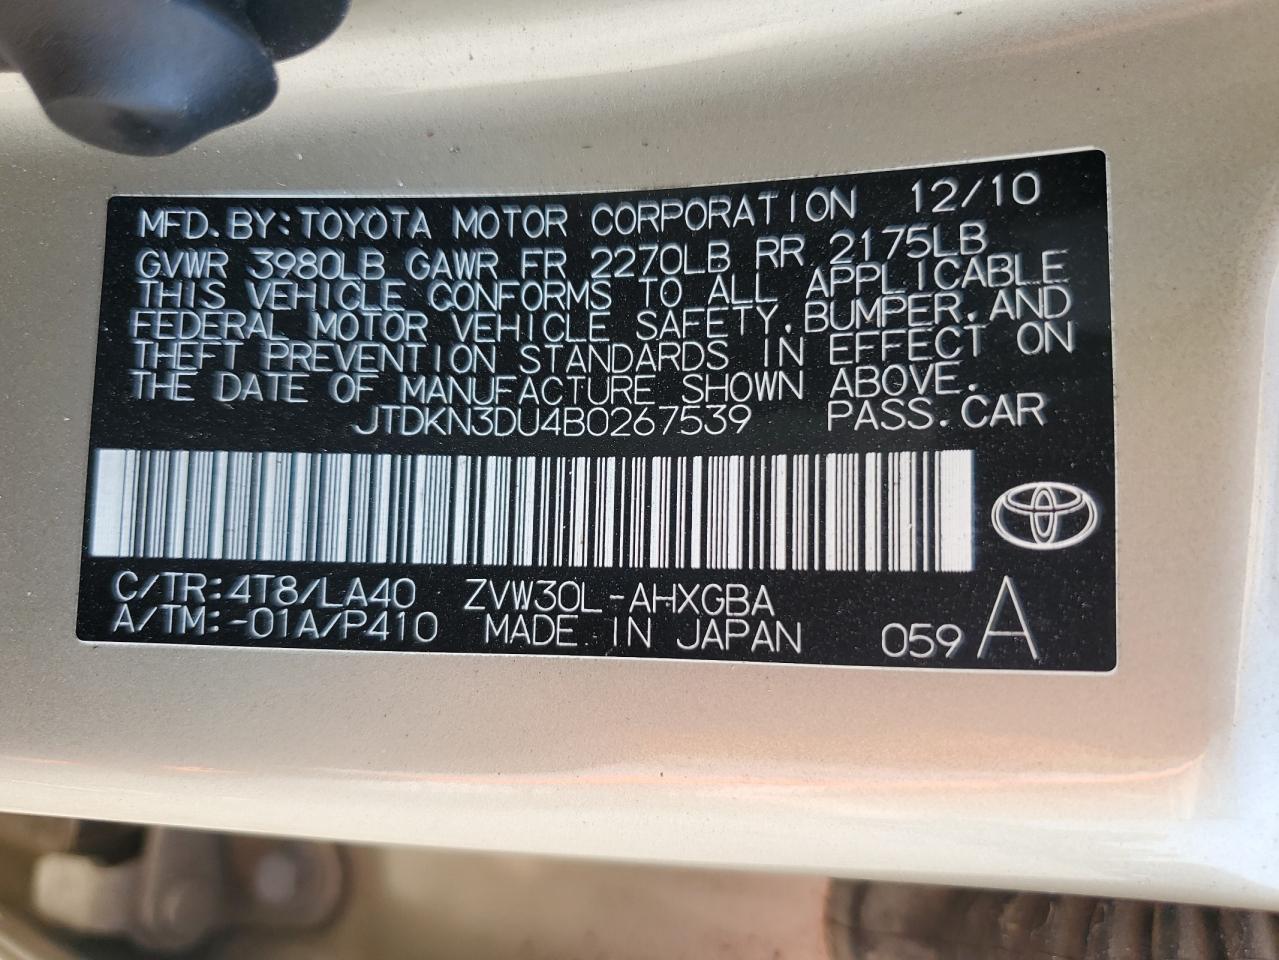 MFD. BY: TOYOTA MOTOR CORPORATION 12/10
GVWR 3980LB GAWR FR 2270LB RR 2175LB
THIS VEHICLE CONFORMS TO ALL APPLICABLE
FEDERAL MOTOR VEHICLE SAFETY, BUMPER, AND
THEFT PREVENTION STANDARDS IN EFFECT ON
THE DATE OF MANUFACTURE SHOWN ABOVE.
JTDKN3DU4B0267539 PASS. CAR
C/TR: 4T8/LA40 ZVW30L-AHXGBA
A/TM: -01A/P410 MADE IN JAPAN 059 A